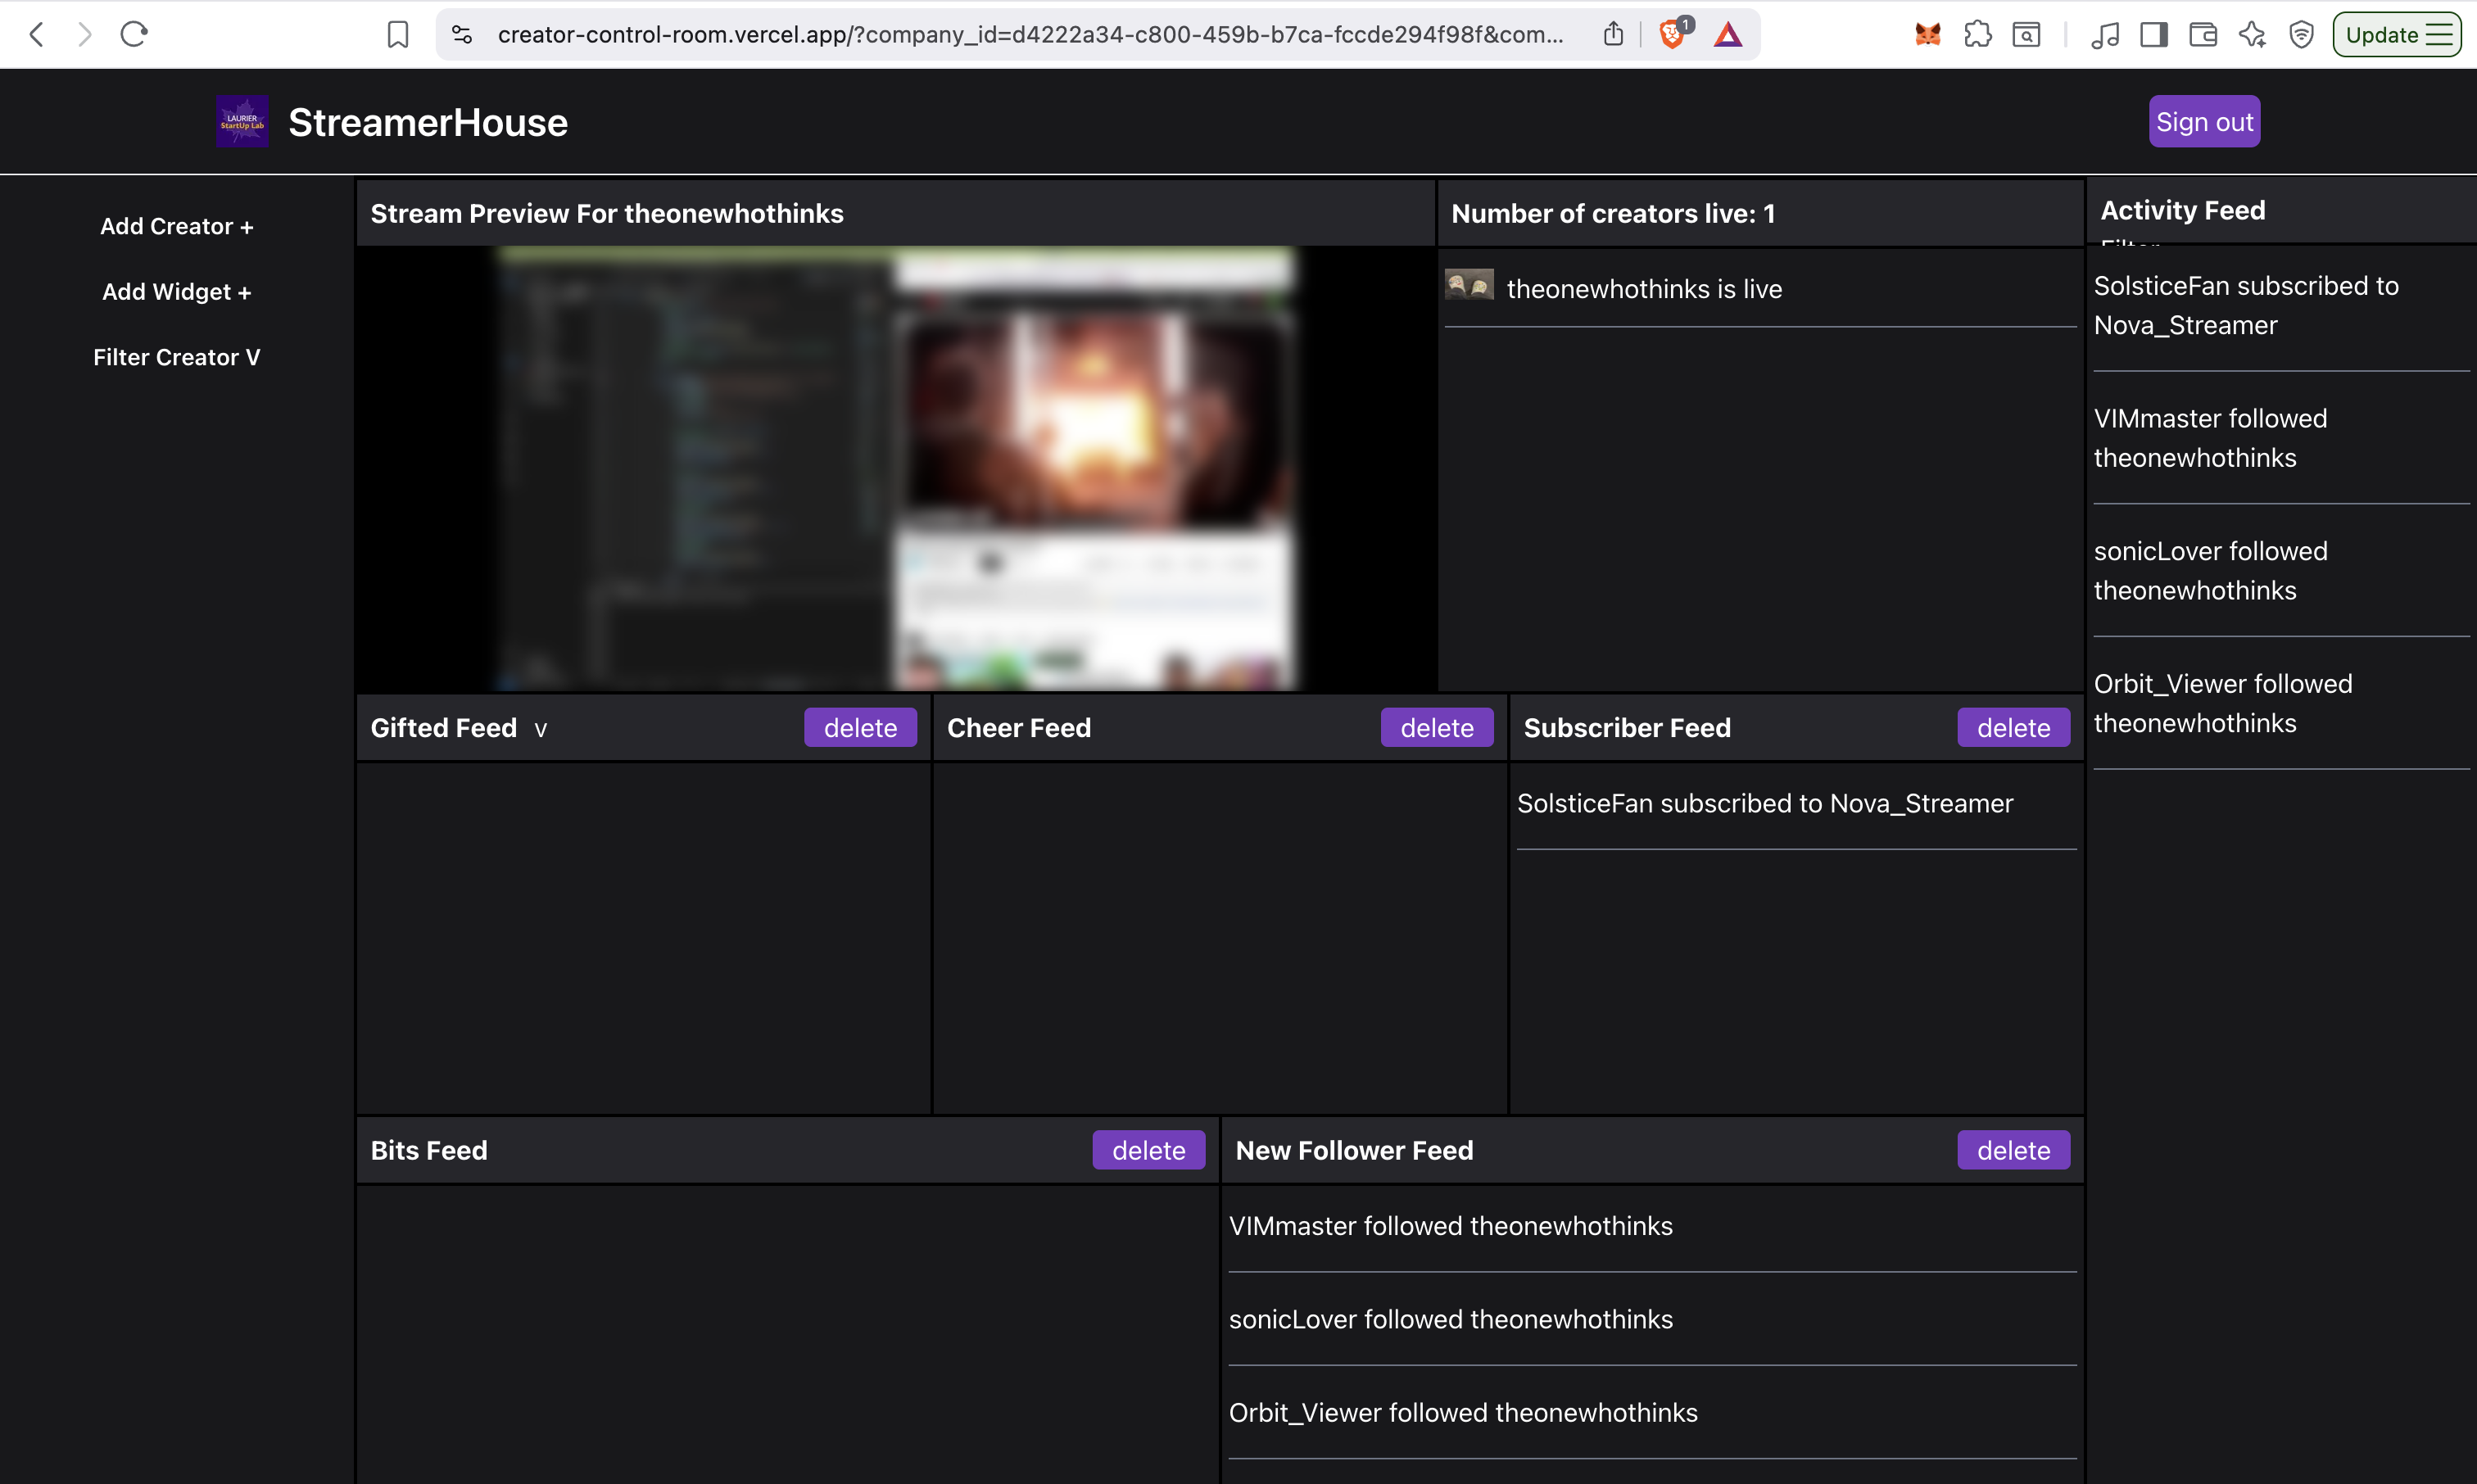 creator-control-room.vercel.app/?company_id=d4222a34-c800-459b-b7ca-fccde294f98f&com...
1
Update
LAURIER
StartUp Lab
StreamerHouse
Sign out
Add Creator +
Add Widget +
Filter Creator V
Stream Preview For theonewhothinks
Number of creators live: 1
theonewhothinks is live
Activity Feed
Filter
SolsticeFan subscribed to
Nova_Streamer
VIMmaster followed
theonewhothinks
sonicLover followed
theonewhothinks
Orbit_Viewer followed
theonewhothinks
Gifted Feed v
delete
Cheer Feed
delete
Subscriber Feed
delete
SolsticeFan subscribed to Nova_Streamer
Bits Feed
delete
New Follower Feed
delete
VIMmaster followed theonewhothinks
sonicLover followed theonewhothinks
Orbit_Viewer followed theonewhothinks